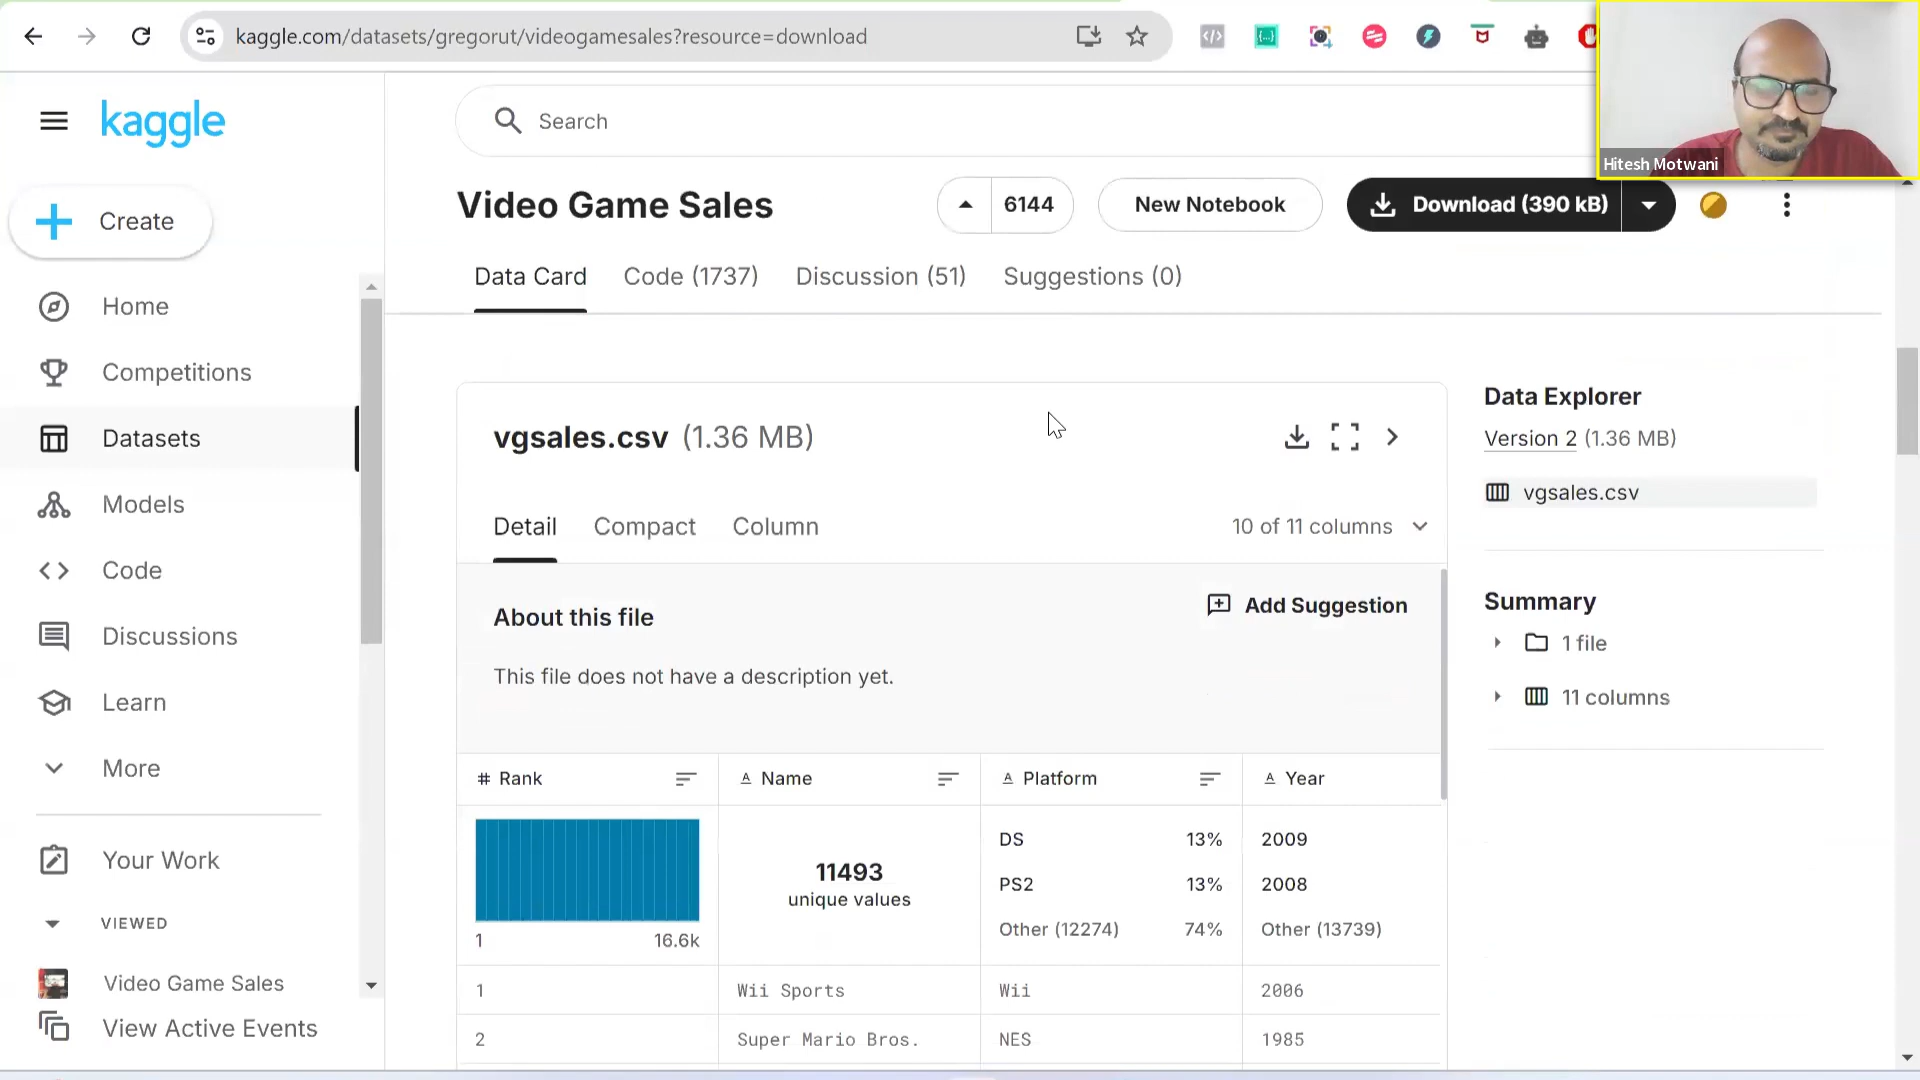 kaggle.com/datasets/gregorut/videogamesales?resource=download
Hitesh Motwani
kaggle
Search
Create
Video Game Sales
6144
New Notebook
Download (390 kB)
Data Card
Code (1737)
Discussion (51)
Suggestions (0)
Home
Competitions
Datasets
Models
Code
Discussions
Learn
More
Your Work
VIEWED
Video Game Sales
View Active Events
vgsales.csv (1.36 MB)
Detail
Compact
Column
10 of 11 columns
About this file
Add Suggestion
This file does not have a description yet.
# Rank
A Name
A Platform
A Year
1
16.6k
11493
unique values
DS 13%
PS2 13%
Other (12274) 74%
2009
2008
Other (13739)
1 Wii Sports Wii 2006
2 Super Mario Bros. NES 1985
Data Explorer
Version 2 (1.36 MB)
vgsales.csv
Summary
1 file
11 columns